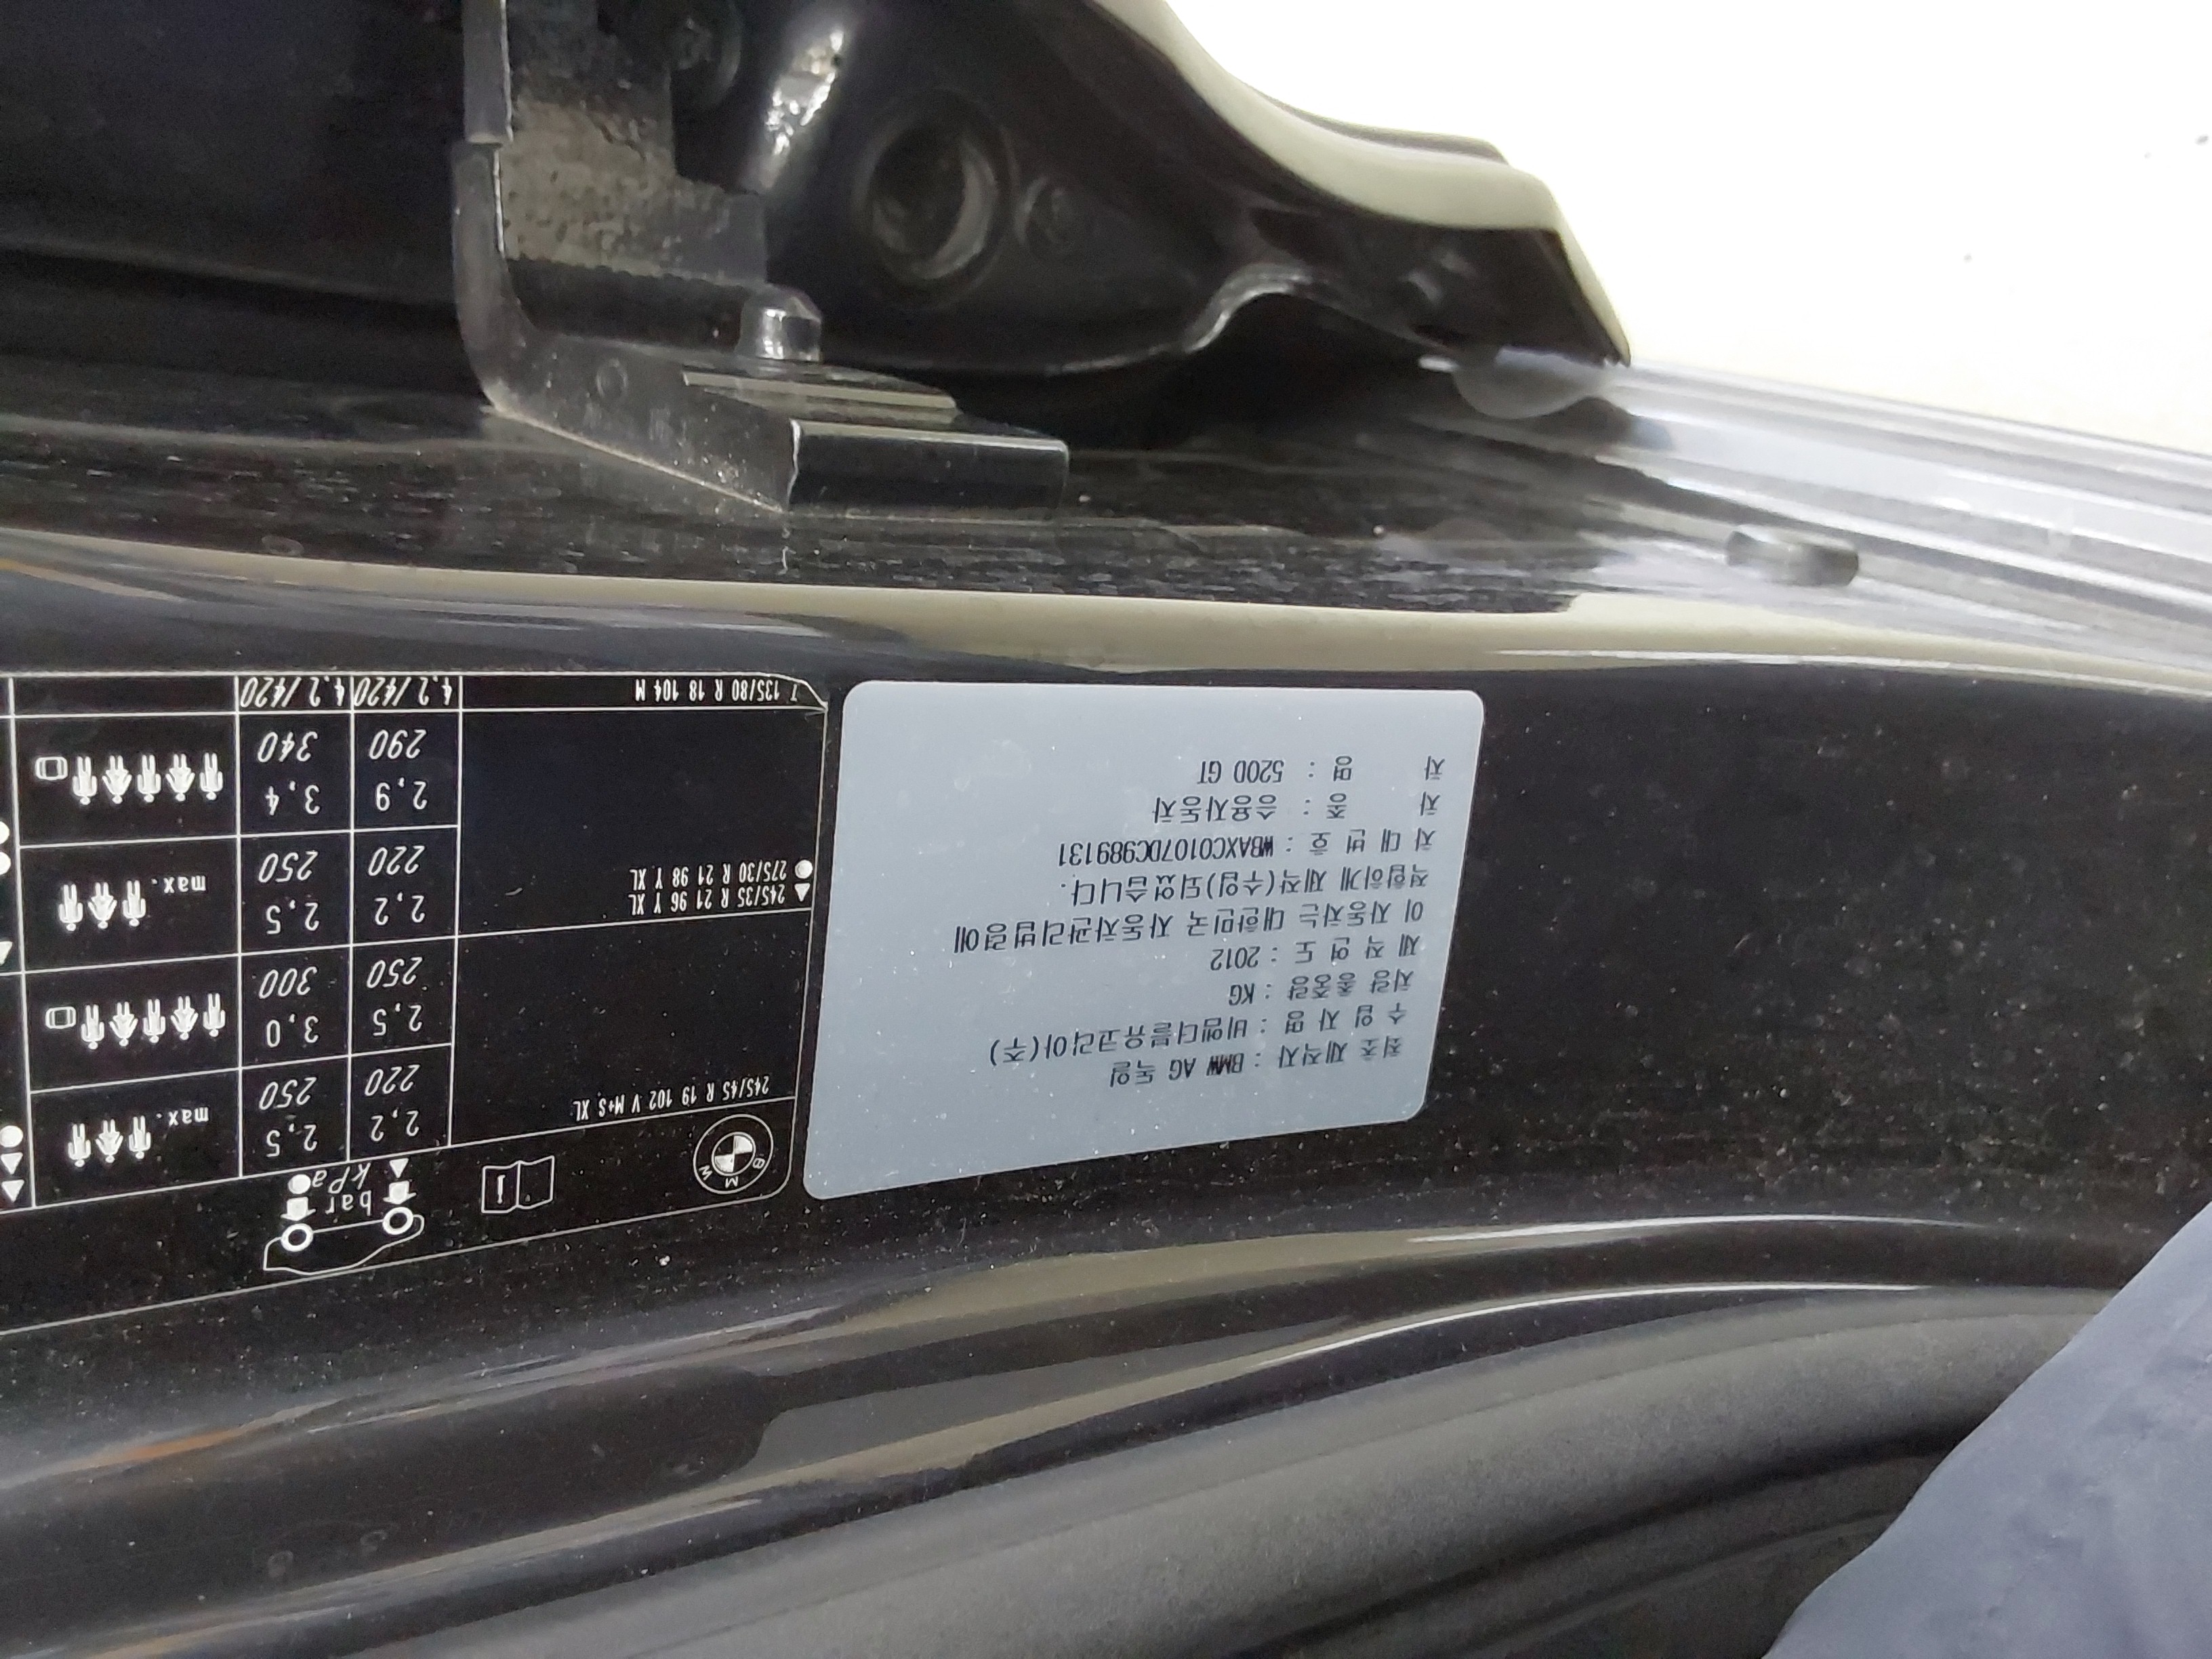 최초 제작자 : BMW AG 독일
수 입 자 명 : 비엠더블유코리아(주)
차량 총중량 : KG
제 작 연 도 : 2012
이 자동차는 대한민국 자동차관리법령에
적합하게 제작(수입)되었습니다.
차 대 번 호 : WBAXC0107DC989131
차 종 : 승용자동차
차 명 : 520D GT
BMW
bar
kPa
245/45 R 19 102 V M+S XL
2,2 2,5
220 250 max.
2,5 3,0
250 300
245/35 R 21 96 Y XL
275/30 R 21 98 Y XL
2,2 2,5
220 250 max.
2,9 3,4
290 340
T 135/80 R 18 104 M 4.2 /420 4.2 /420